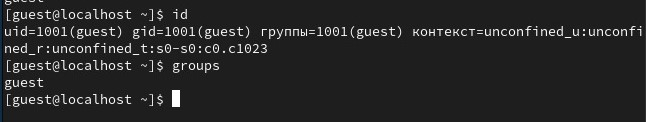 [guest@localhost ~]$ id
uid=1001(guest) gid=1001(guest) группы=1001(guest) контекст=unconfined_u:unconfi
ned_r:unconfined_t:s0-s0:c0.c1023
[guest@localhost ~]$ groups
guest
[guest@localhost ~]$